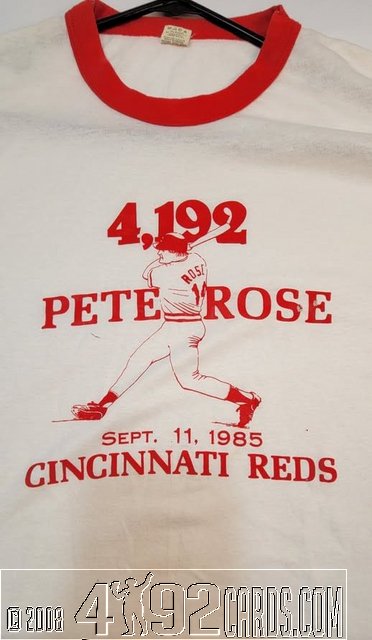 4,192
ROSE
14
PETE ROSE
SEPT. 11, 1985
CINCINNATI REDS
© 2008 4192CARDS.COM